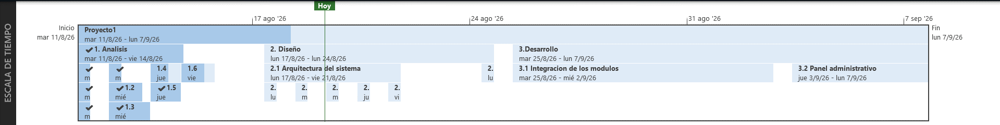 Hoy
17 ago '26
24 ago '26
31 ago '26
7 sep '26
ESCALA DE TIEMPO
Inicio
mar 11/8/26
Fin
lun 7/9/26
Proyecto1
mar 11/8/26 - lun 7/9/26
✔ 1. Analisis
mar 11/8/26 - vie 14/8/26
2. Diseño
lun 17/8/26 - lun 24/8/26
3.Desarrollo
mar 25/8/26 - lun 7/9/26
✔
m
✔
m
1.4
jue
1.6
vie
2.1 Arquitectura del sistema
lun 17/8/26 - vie 21/8/26
2.
lu
3.1 Integracion de los modulos
mar 25/8/26 - mié 2/9/26
3.2 Panel administrativo
jue 3/9/26 - lun 7/9/26
✔
m
✔ 1.2
mié
✔ 1.5
jue
2.
lu
2.
m
2.
m
2.
ju
2.
vi
✔
m
✔ 1.3
mié